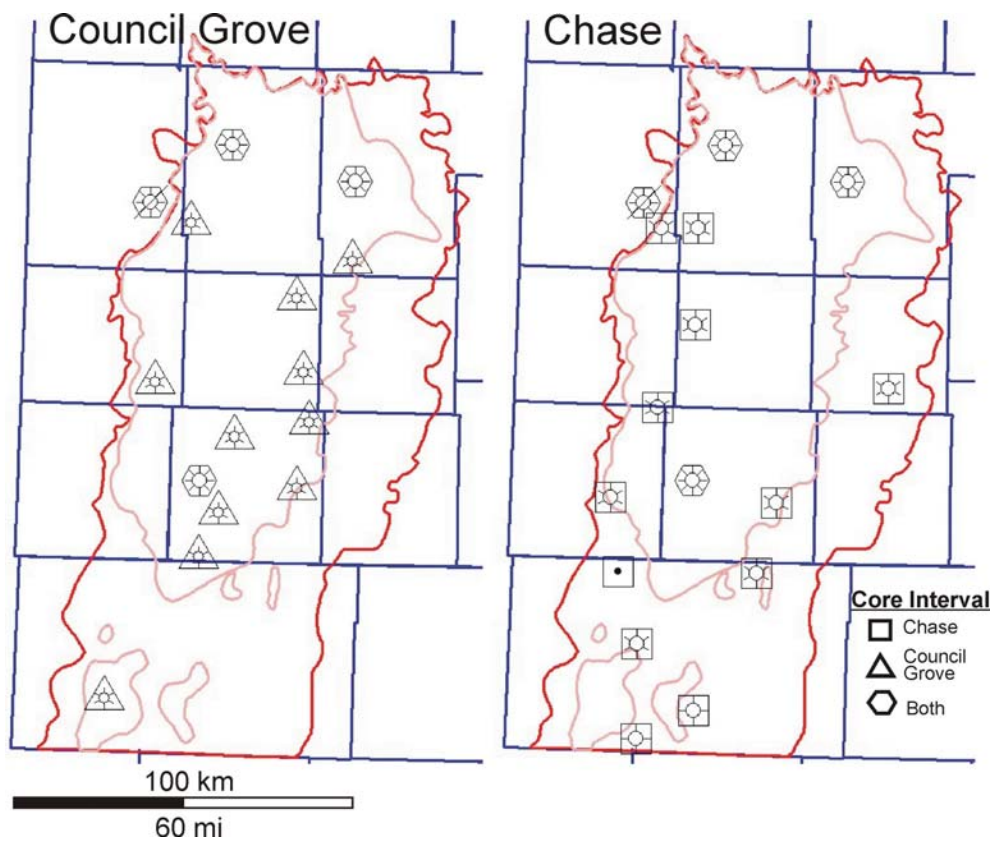 Council Grove
Chase
Core Interval
Chase
Council
Grove
Both
100 km
60 mi